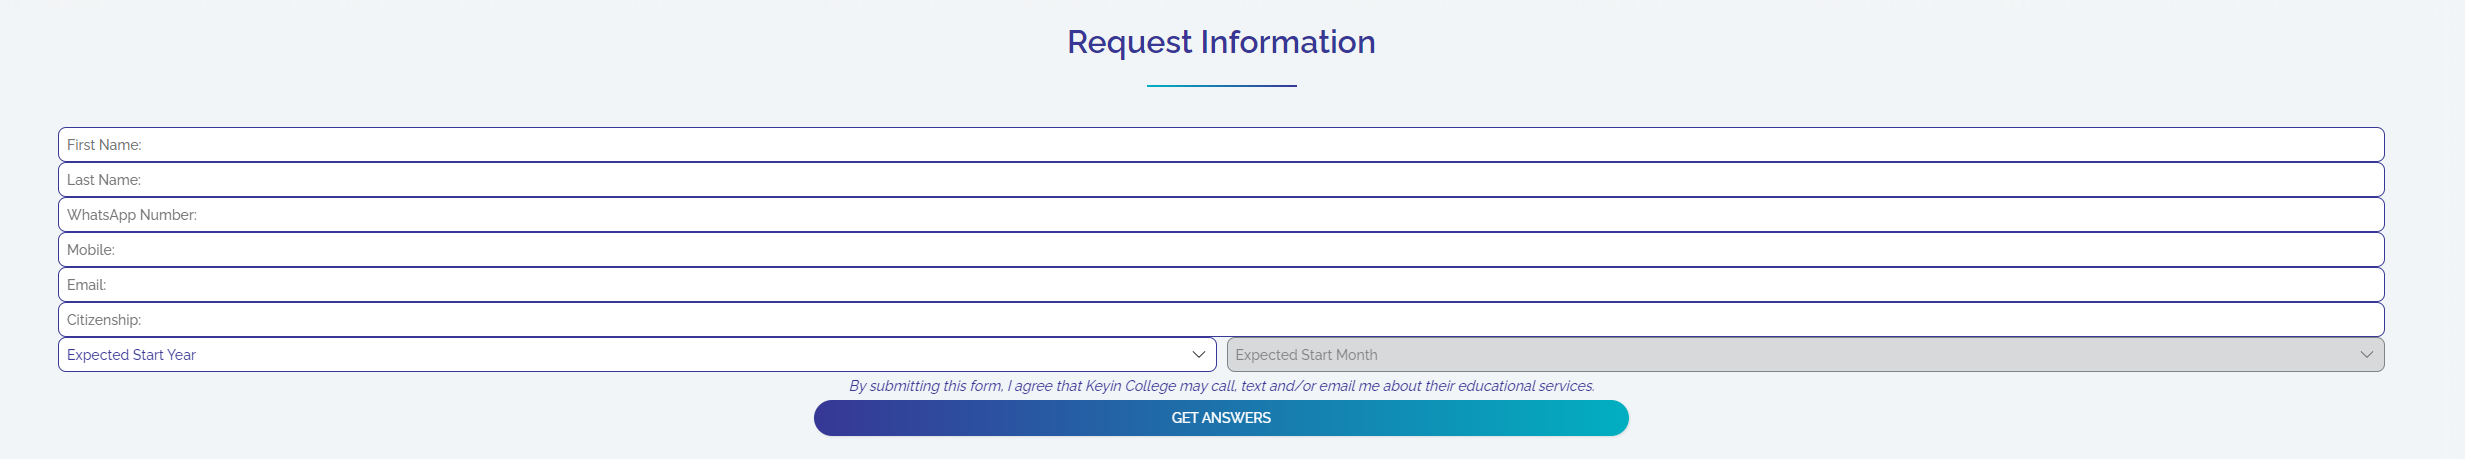 Request Information
First Name:
Last Name:
WhatsApp Number:
Mobile:
Email:
Citizenship:
Expected Start Year
Expected Start Month
By submitting this form, I agree that Keyin College may call, text and/or email me about their educational services.
GET ANSWERS